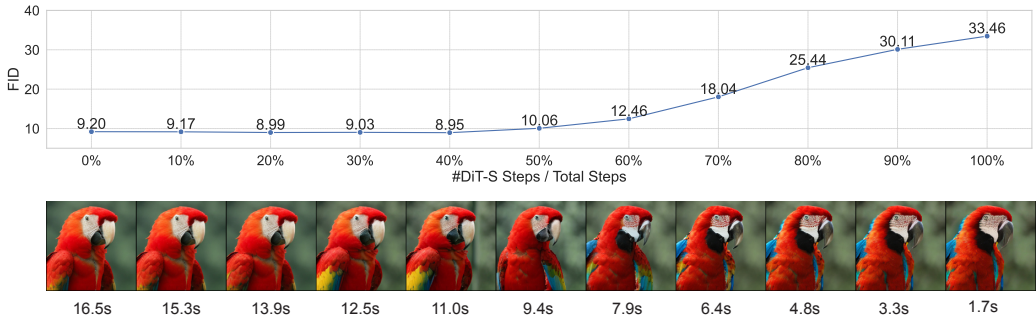 40
30
20
10
FID
9.20 9.17 8.99 9.03 8.95 10.06 12.46 18.04 25.44 30.11 33.46
0% 10% 20% 30% 40% 50% 60% 70% 80% 90% 100%
#DiT-S Steps / Total Steps
16.5s 15.3s 13.9s 12.5s 11.0s 9.4s 7.9s 6.4s 4.8s 3.3s 1.7s